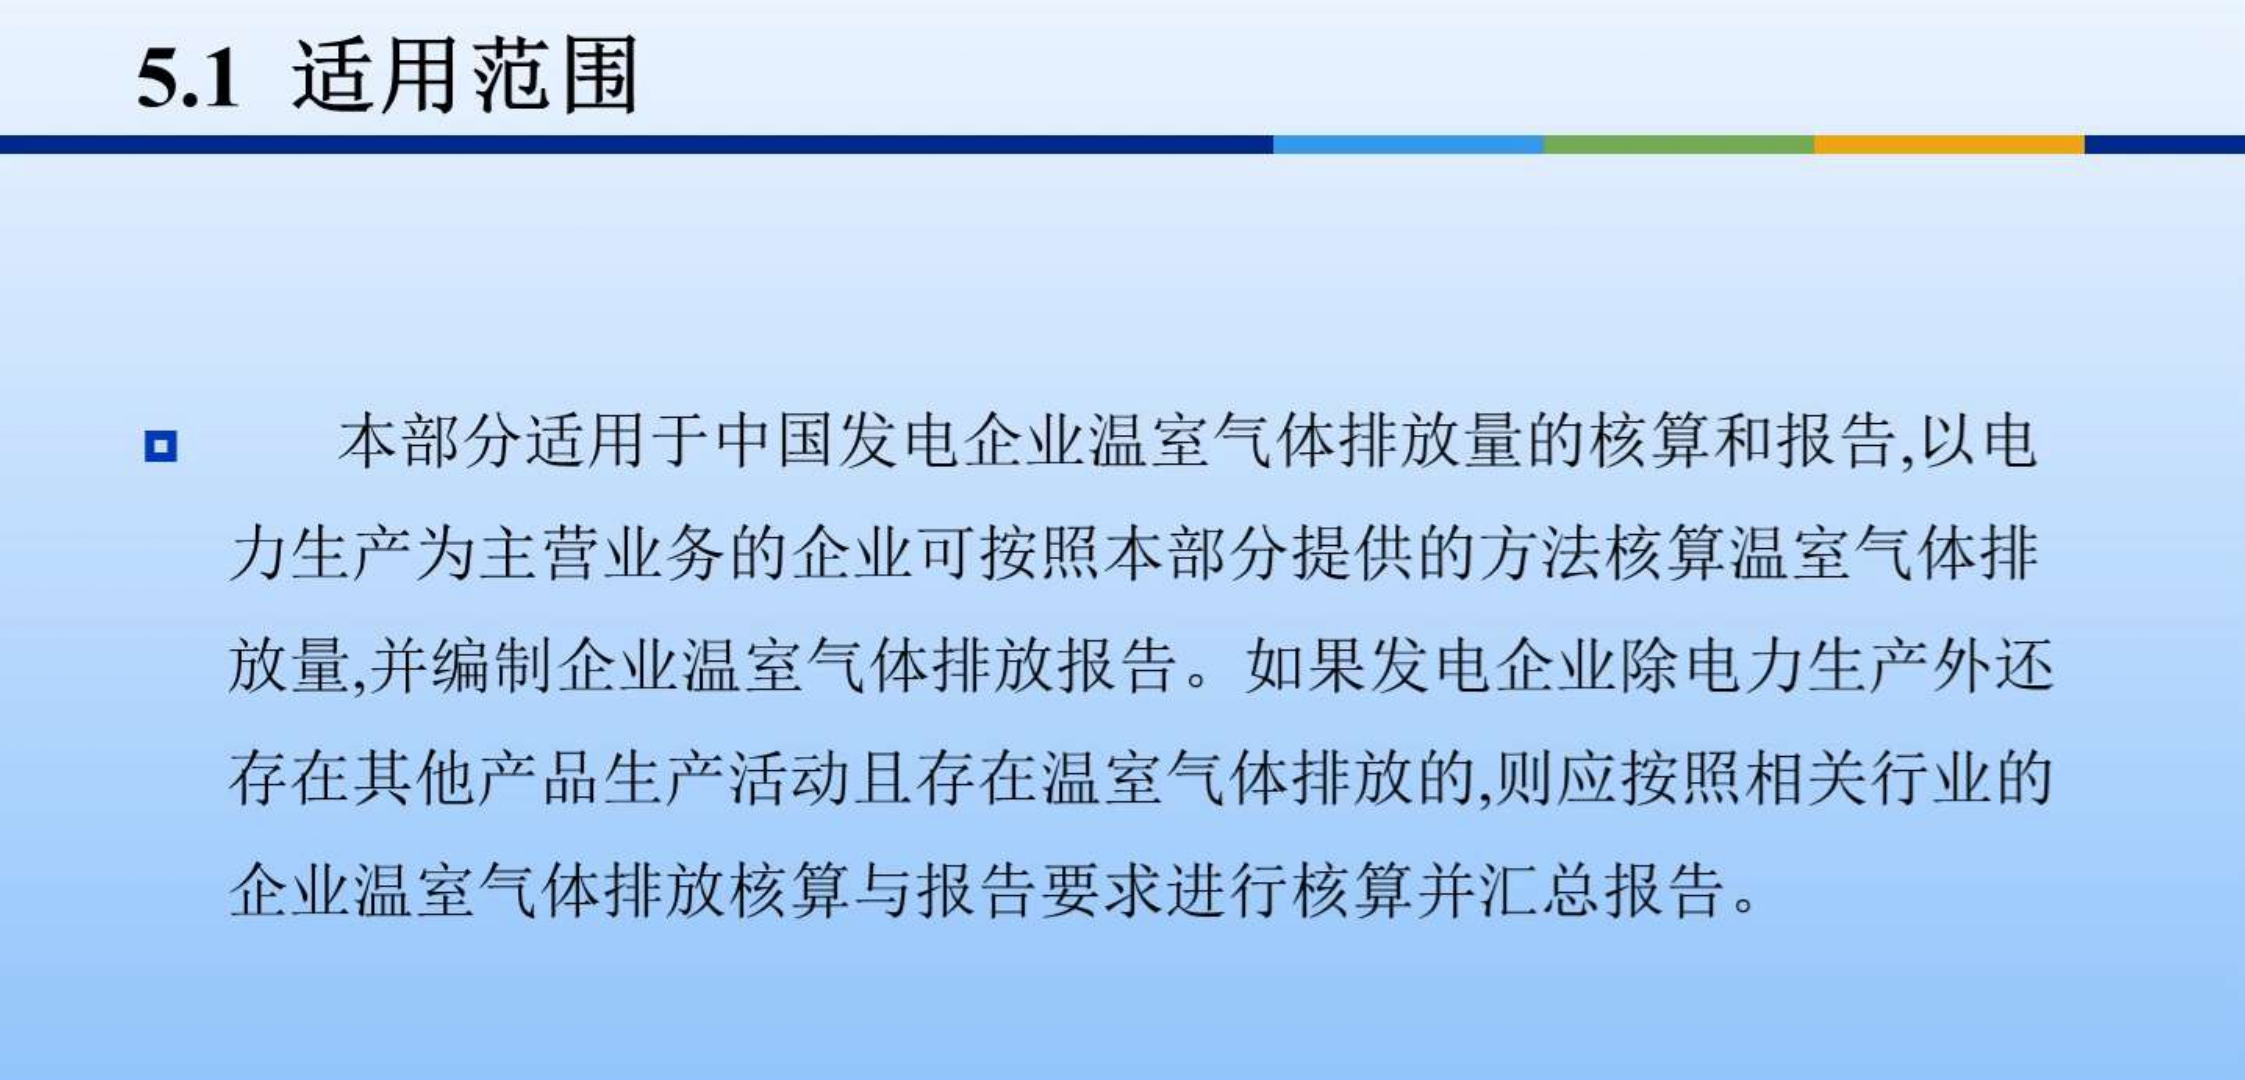 5.1 适用范围
本部分适用于中国发电企业温室气体排放量的核算和报告,以电
力生产为主营业务的企业可按照本部分提供的方法核算温室气体排
放量,并编制企业温室气体排放报告。如果发电企业除电力生产外还
存在其他产品生产活动且存在温室气体排放的,则应按照相关行业的
企业温室气体排放核算与报告要求进行核算并汇总报告。